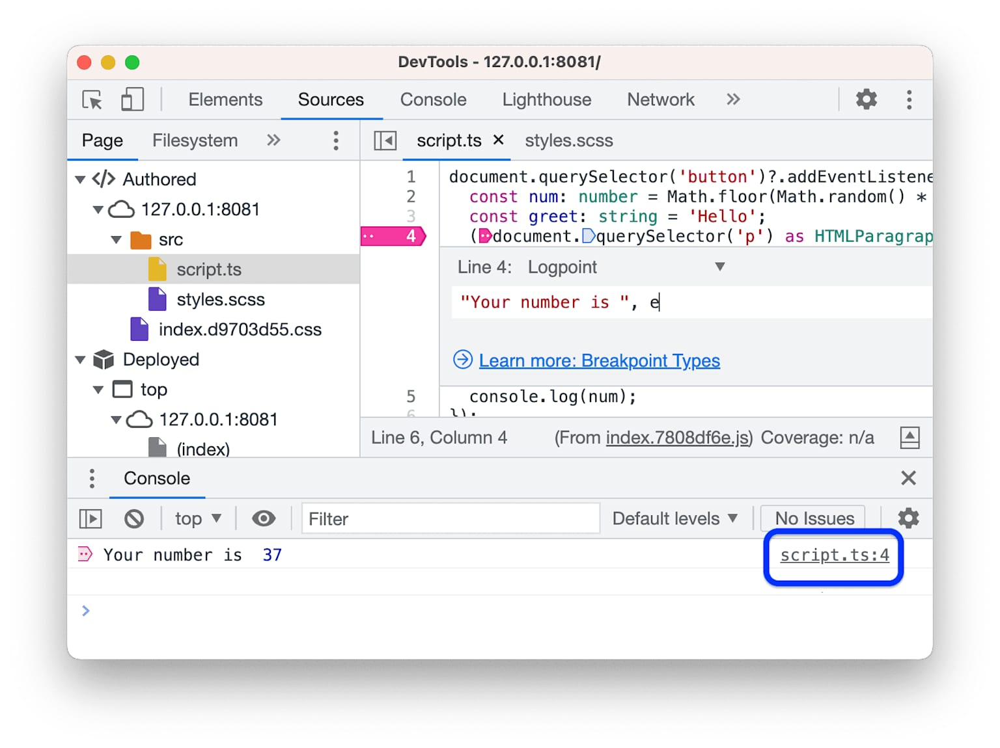 DevTools - 127.0.0.1:8081/
Elements Sources Console Lighthouse Network »
Page Filesystem »
script.ts × styles.scss
</> Authored
127.0.0.1:8081
src
script.ts
styles.scss
index.d9703d55.css
Deployed
top
127.0.0.1:8081
(index)
1 document.querySelector('button')?.addEventListene
2 const num: number = Math.floor(Math.random() *
3 const greet: string = 'Hello';
4 (document.querySelector('p') as HTMLParagrap
Line 4: Logpoint
"Your number is ", e
Learn more: Breakpoint Types
5 console.log(num);
6 });
Line 6, Column 4 (From index.7808df6e.js) Coverage: n/a
Console
top Filter Default levels No Issues
Your number is 37 script.ts:4
>